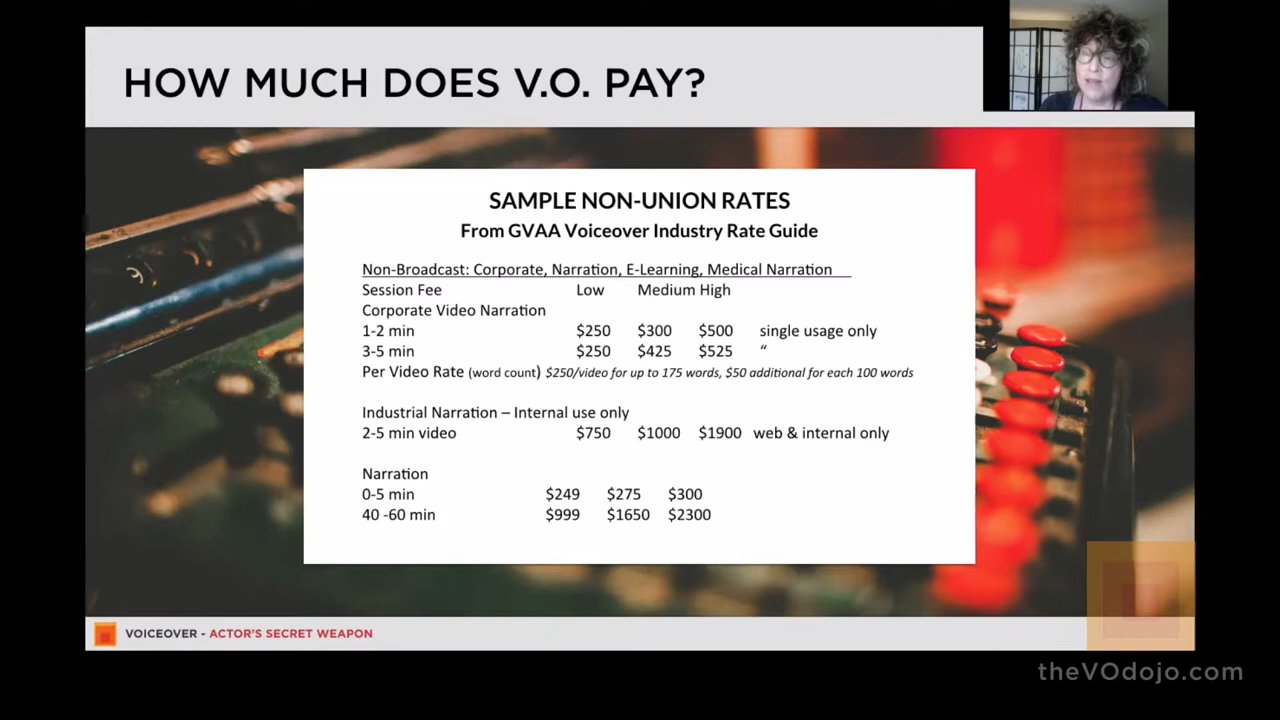 HOW MUCH DOES V.O. PAY?
SAMPLE NON-UNION RATES
From GVAA Voiceover Industry Rate Guide
Non-Broadcast: Corporate, Narration, E-Learning, Medical Narration
Session Fee Low Medium High
Corporate Video Narration
1-2 min $250 $300 $500 single usage only
3-5 min $250 $425 $525 “
Per Video Rate (word count) $250/video for up to 175 words, $50 additional for each 100 words
Industrial Narration – Internal use only
2-5 min video $750 $1000 $1900 web & internal only
Narration
0-5 min $249 $275 $300
40 -60 min $999 $1650 $2300
VOICEOVER - ACTOR'S SECRET WEAPON
theVOdojo.com